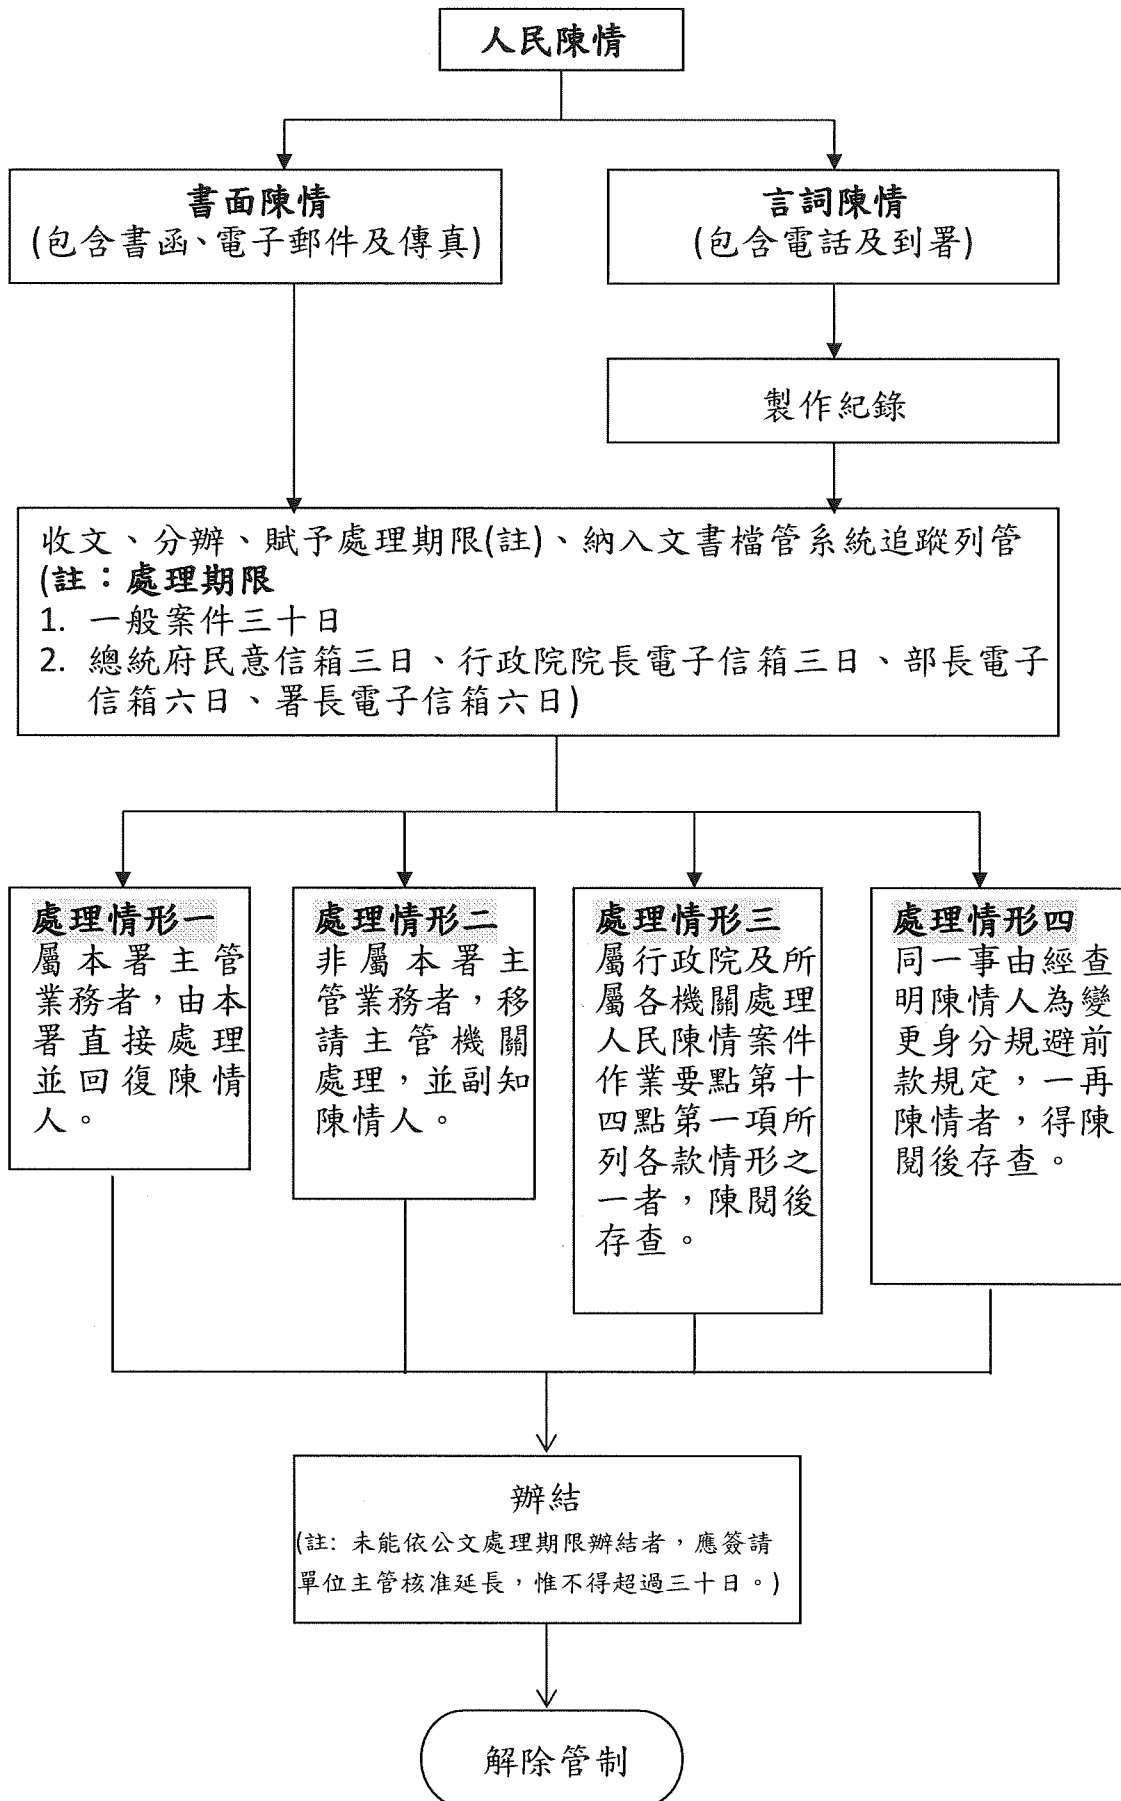 人民陳情
書面陳情
(包含書函、電子郵件及傳真)
言詞陳情
(包含電話及到署)
製作紀錄
收文、分辦、賦予處理期限(註)、納入文書檔管系統追蹤列管
(註：處理期限
1. 一般案件三十日
2. 總統府民意信箱三日、行政院院長電子信箱三日、部長電子
信箱六日、署長電子信箱六日)
處理情形一
屬本署主管
業務者，由本
署直接處理
並回復陳情
人。
處理情形二
非屬本署主
管業務者，移
請主管機關
處理，並副知
陳情人。
處理情形三
屬行政院及所
屬各機關處理
人民陳情案件
作業要點第十
四點第一項所
列各款情形之
一者，陳閱後
存查。
處理情形四
同一事由經查
明陳情人為變
更身分規避前
款規定，一再
陳情者，得陳
閱後存查。
辦結
(註: 未能依公文處理期限辦結者，應簽請
單位主管核准延長，惟不得超過三十日。)
解除管制